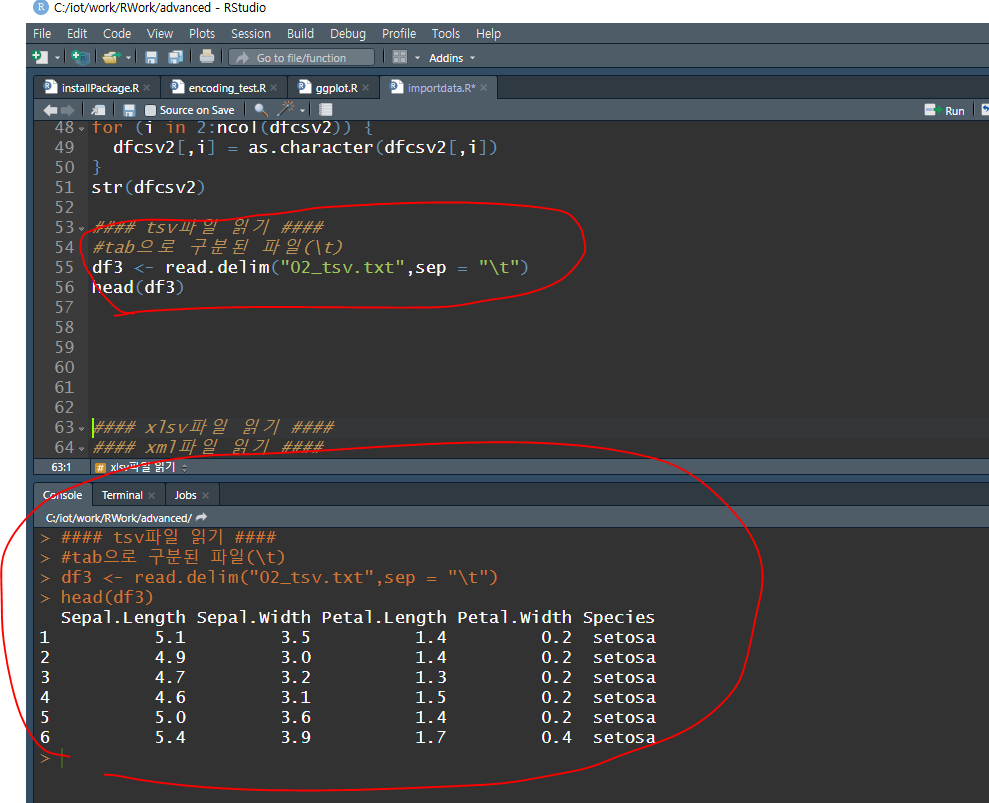 C:/iot/work/RWork/advanced - RStudio
File Edit Code View Plots Session Build Debug Profile Tools Help
Go to file/function Addins
installPackage.R encoding_test.R ggplot.R importdata.R*
Source on Save Run
48 for (i in 2:ncol(dfcsv2)) {
49 dfcsv2[,i] = as.character(dfcsv2[,i])
50 }
51 str(dfcsv2)
52
53 #### tsv파일 읽기 ####
54 #tab으로 구분된 파일(\t)
55 df3 <- read.delim("02_tsv.txt",sep = "\t")
56 head(df3)
57
58
59
60
61
62
63 #### xlsv파일 읽기 ####
64 #### xml파일 읽기 ####
63:1 # xlsv파일 읽기
Console Terminal Jobs
C:/iot/work/RWork/advanced/
> #### tsv파일 읽기 ####
> #tab으로 구분된 파일(\t)
> df3 <- read.delim("02_tsv.txt",sep = "\t")
> head(df3)
Sepal.Length Sepal.Width Petal.Length Petal.Width Species
1 5.1 3.5 1.4 0.2 setosa
2 4.9 3.0 1.4 0.2 setosa
3 4.7 3.2 1.3 0.2 setosa
4 4.6 3.1 1.5 0.2 setosa
5 5.0 3.6 1.4 0.2 setosa
6 5.4 3.9 1.7 0.4 setosa
>